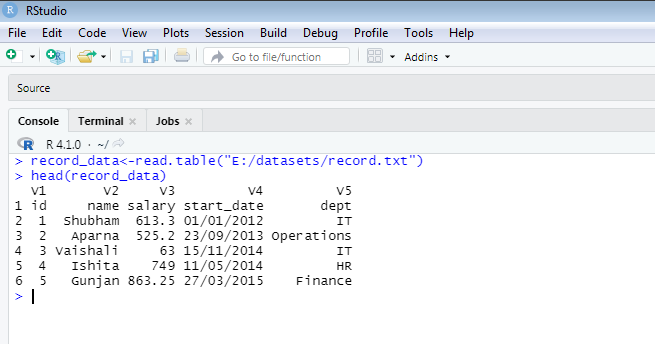 RStudio
File Edit Code View Plots Session Build Debug Profile Tools Help
Go to file/function Addins
Source
Console Terminal Jobs
R R 4.1.0 · ~/
> record_data<-read.table("E:/datasets/record.txt")
> head(record_data)
V1 V2 V3 V4 V5
1 id name salary start_date dept
2 1 Shubham 613.3 01/01/2012 IT
3 2 Aparna 525.2 23/09/2013 Operations
4 3 Vaishali 63 15/11/2014 IT
5 4 Ishita 749 11/05/2014 HR
6 5 Gunjan 863.25 27/03/2015 Finance
>